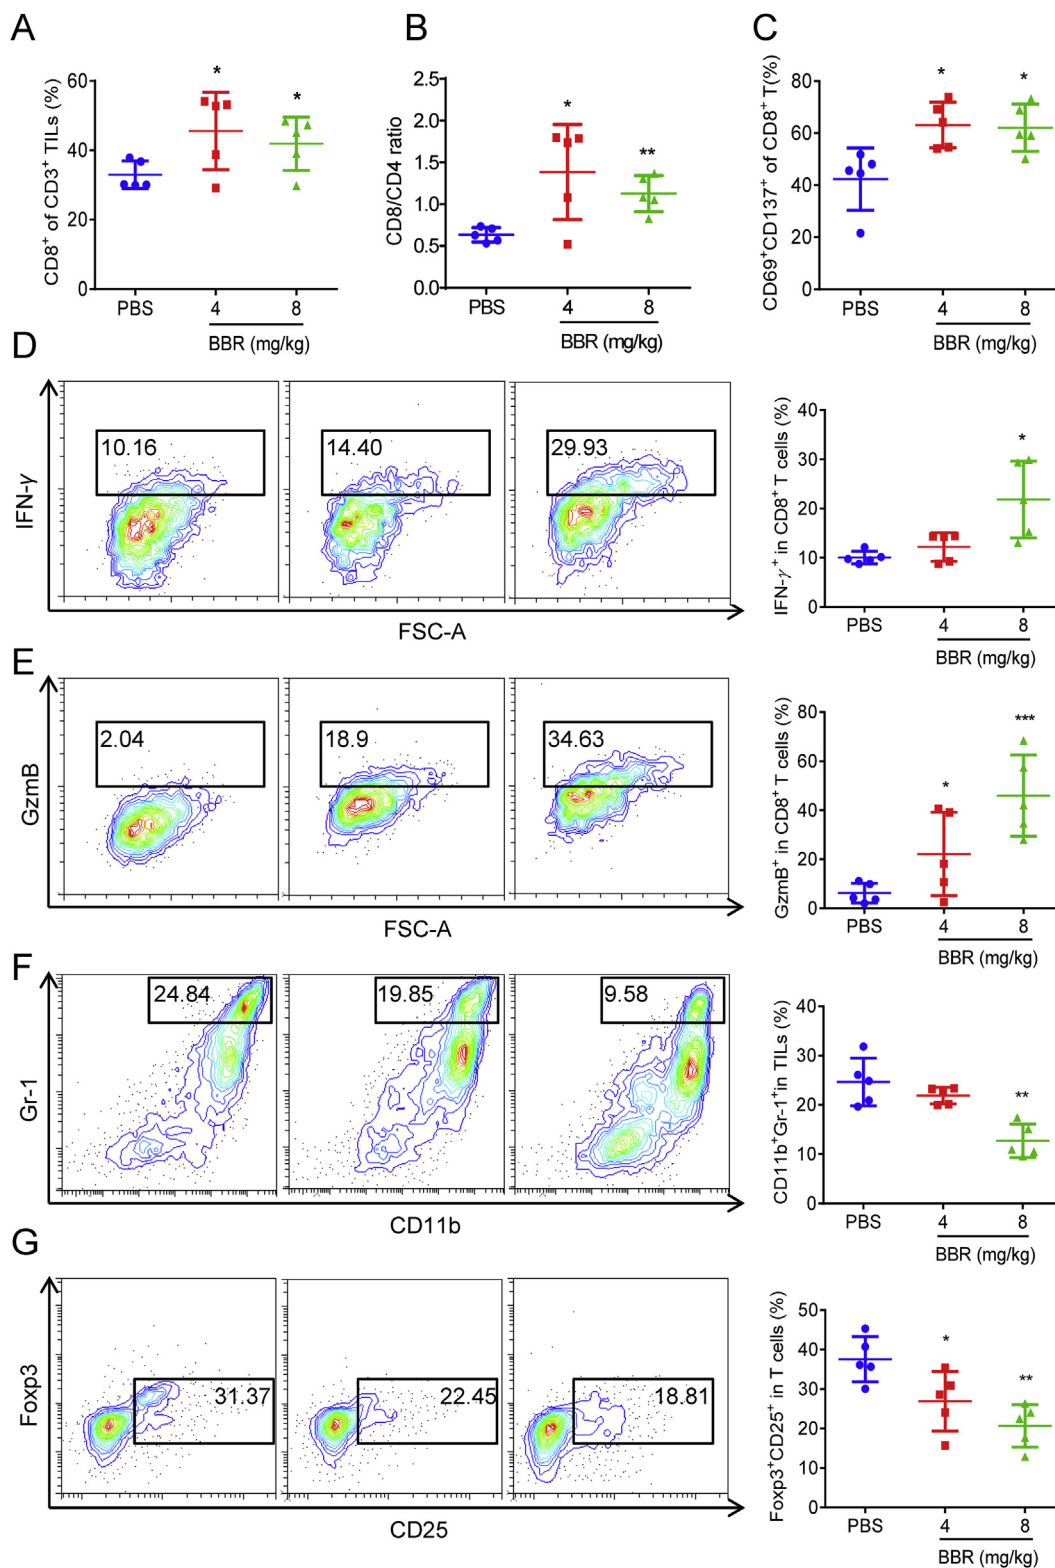 A
B
C
CD8⁺ of CD3⁺ TILs (%)
60
40
20
0
*
*
PBS
4
8
BBR (mg/kg)
CD8/CD4 ratio
2.5
2.0
1.5
1.0
0.5
0.0
*
**
PBS
4
8
BBR (mg/kg)
CD69⁺CD137⁺ of CD8⁺ T(%)
80
60
40
20
0
*
*
PBS
4
8
BBR (mg/kg)
D
IFN-γ
10.16
14.40
29.93
FSC-A
IFN-γ⁺ in CD8⁺ T cells (%)
40
30
20
10
0
*
PBS
4
8
BBR (mg/kg)
E
GzmB
2.04
18.9
34.63
FSC-A
GzmB⁺ in CD8⁺ T cells (%)
80
60
40
20
0
*
***
PBS
4
8
BBR (mg/kg)
F
Gr-1
24.84
19.85
9.58
CD11b
CD11b⁺Gr-1⁺in TILs (%)
40
30
20
10
0
**
PBS
4
8
BBR (mg/kg)
G
Foxp3
31.37
22.45
18.81
CD25
Foxp3⁺CD25⁺ in T cells (%)
50
40
30
20
10
0
*
**
PBS
4
8
BBR (mg/kg)